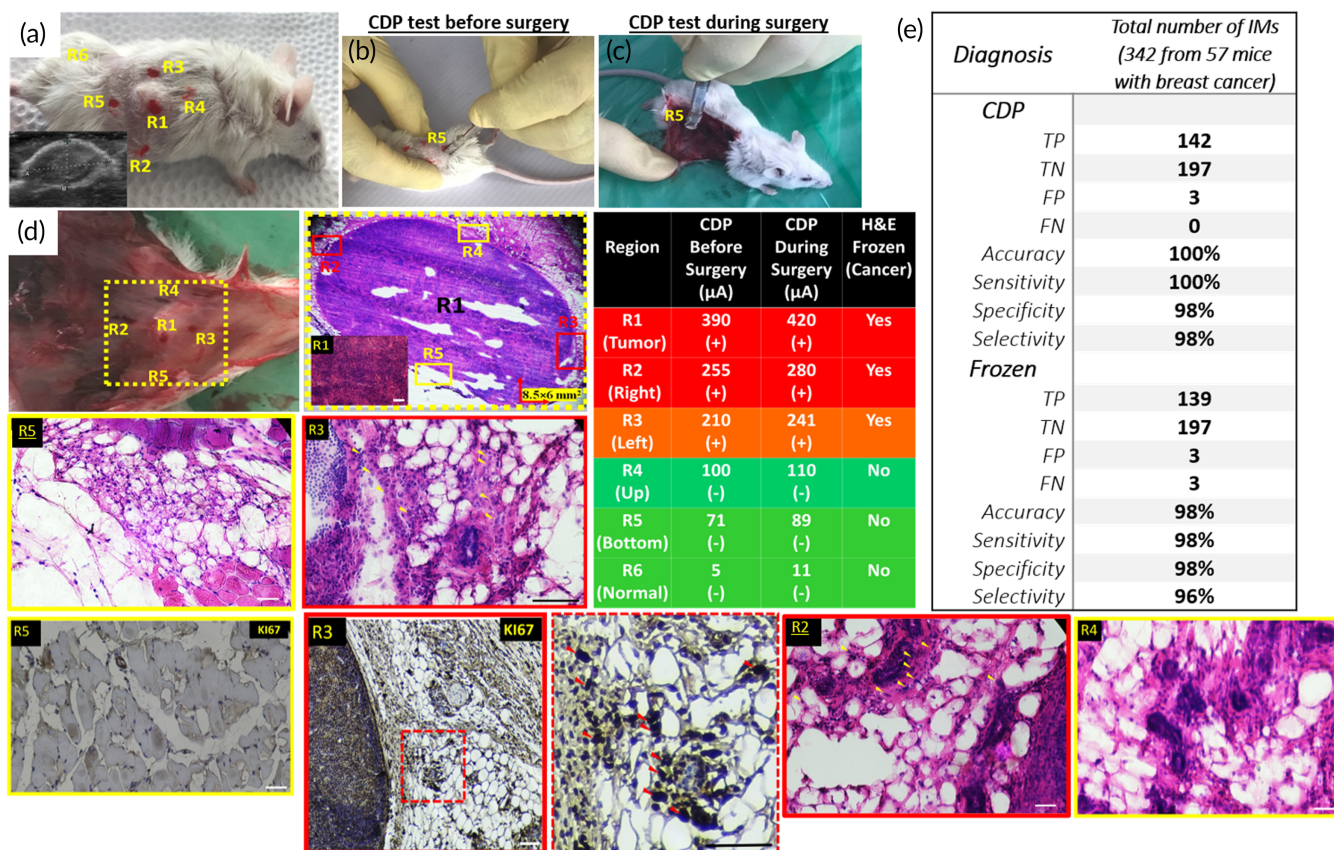 (a)
R6
R3
R5
R4
R1
R2
CDP test before surgery
(b)
R5
CDP test during surgery
(c)
R5
(d)
R4
R2
R1
R3
R5
R2
R4
R1
R3
R1
R5
8.5×6 mm²
Region
CDP Before Surgery (µA)
CDP During Surgery (µA)
H&E Frozen (Cancer)
R1 (Tumor) 390 (+) 420 (+) Yes
R2 (Right) 255 (+) 280 (+) Yes
R3 (Left) 210 (+) 241 (+) Yes
R4 (Up) 100 (-) 110 (-) No
R5 (Bottom) 71 (-) 89 (-) No
R6 (Normal) 5 (-) 11 (-) No
(e)
Diagnosis
Total number of IMs
(342 from 57 mice
with breast cancer)
CDP
TP 142
TN 197
FP 3
FN 0
Accuracy 100%
Sensitivity 100%
Specificity 98%
Selectivity 98%
Frozen
TP 139
TN 197
FP 3
FN 3
Accuracy 98%
Sensitivity 98%
Specificity 98%
Selectivity 96%
R5
R3
R5
KI67
R3
KI67
R2
R4